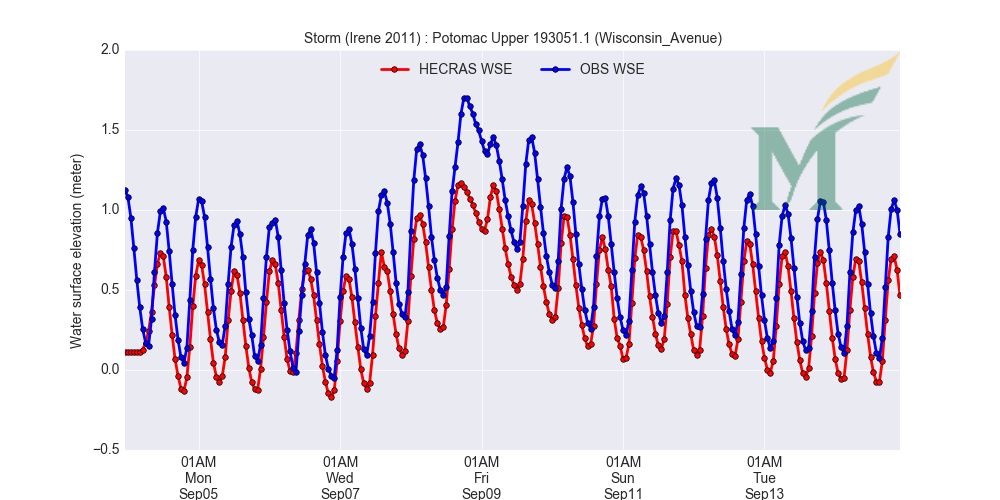 Storm (Irene 2011) : Potomac Upper 193051.1 (Wisconsin_Avenue)
HECRAS WSE OBS WSE
Water surface elevation (meter)
2.0
1.5
1.0
0.5
0.0
−0.5
01AM 01AM 01AM 01AM 01AM
Mon Wed Fri Sun Tue
Sep05 Sep07 Sep09 Sep11 Sep13
M